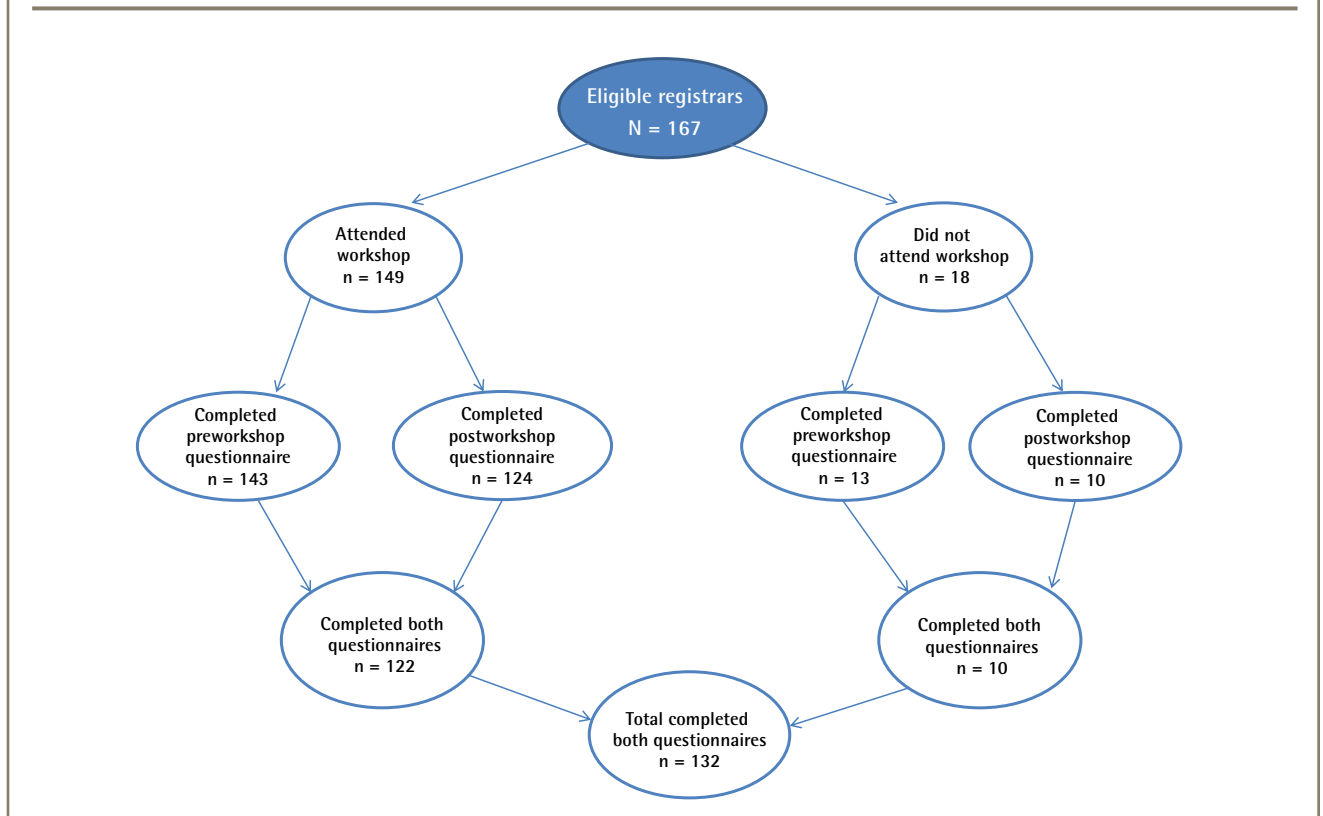 Eligible registrars
N = 167
Attended
workshop
n = 149
Did not
attend workshop
n = 18
Completed
preworkshop
questionnaire
n = 143
Completed
postworkshop
questionnaire
n = 124
Completed
preworkshop
questionnaire
n = 13
Completed
postworkshop
questionnaire
n = 10
Completed both
questionnaires
n = 122
Completed both
questionnaires
n = 10
Total completed
both questionnaires
n = 132